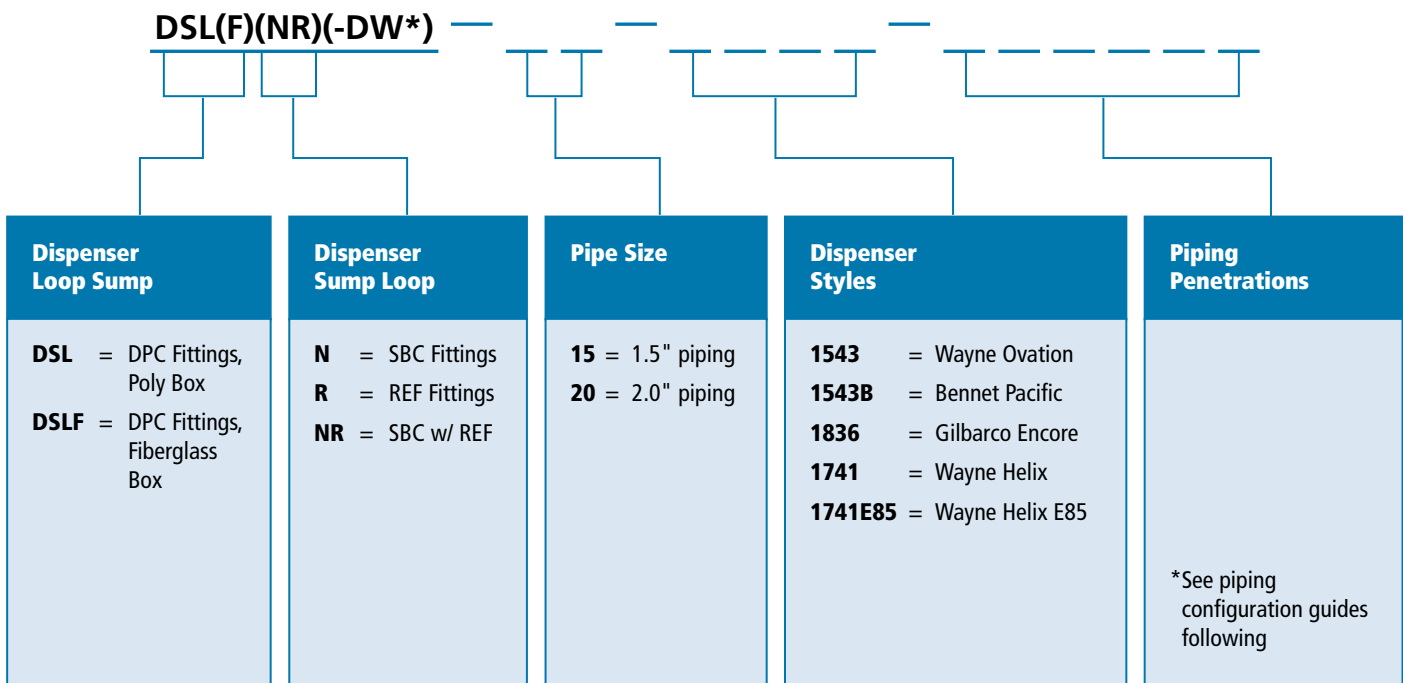 DSL(F)(NR)(-DW*)
Dispenser
Loop Sump
DSL = DPC Fittings,
Poly Box
DSLF = DPC Fittings,
Fiberglass
Box
Dispenser
Sump Loop
N = SBC Fittings
R = REF Fittings
NR = SBC w/ REF
Pipe Size
15 = 1.5" piping
20 = 2.0" piping
Dispenser
Styles
1543 = Wayne Ovation
1543B = Bennet Pacific
1836 = Gilbarco Encore
1741 = Wayne Helix
1741E85 = Wayne Helix E85
Piping
Penetrations
*See piping
configuration guides
following